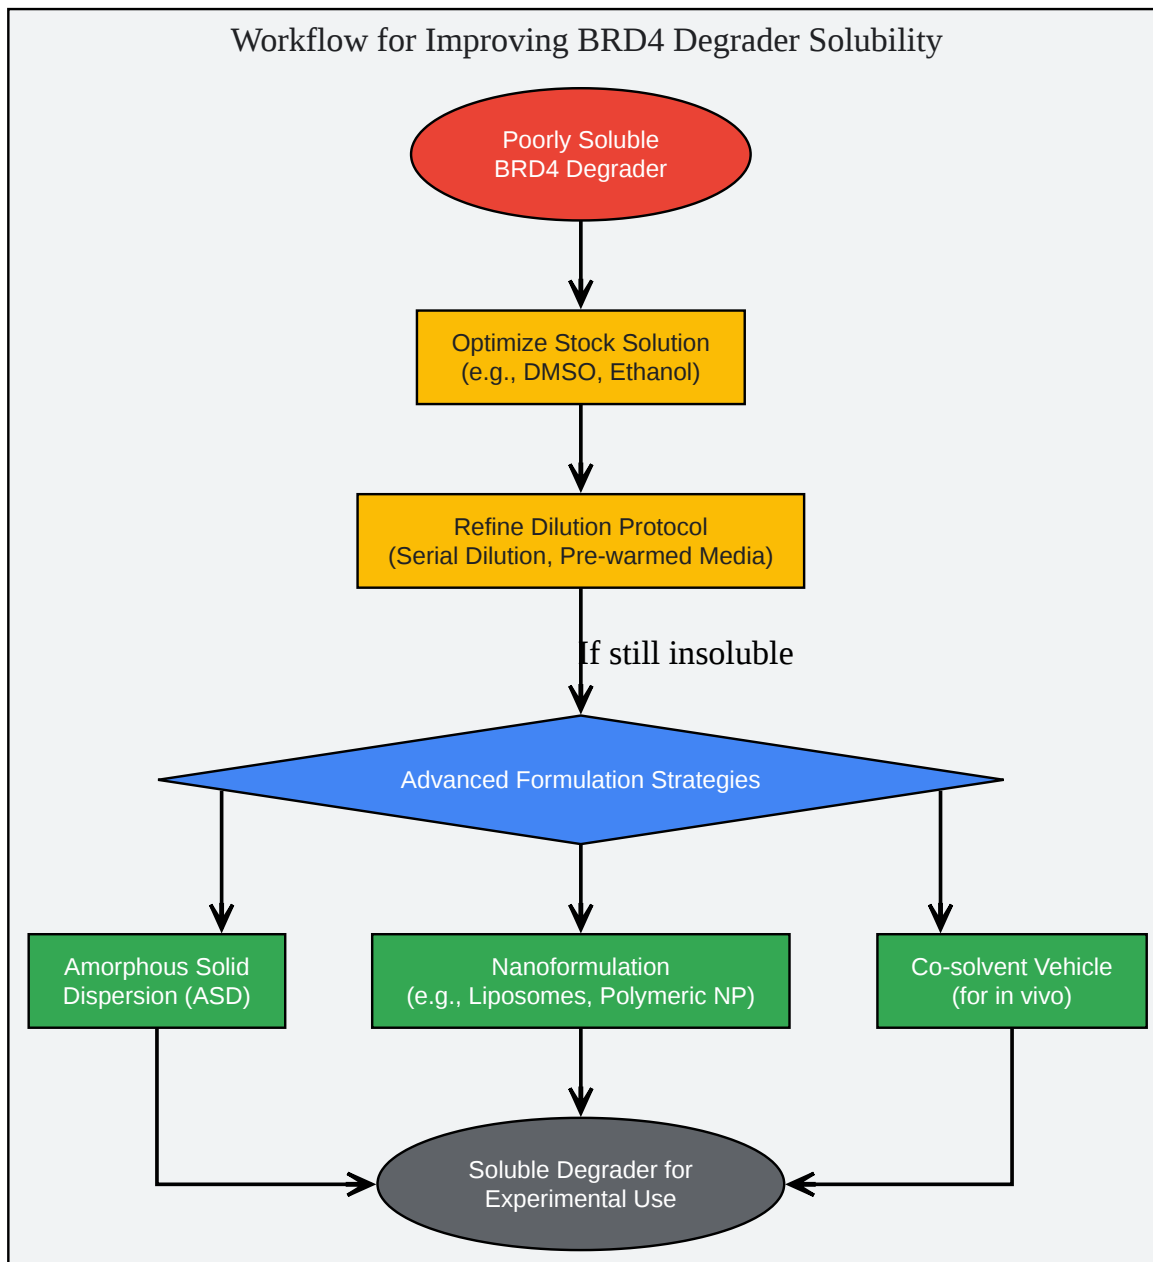 Workflow for Improving BRD4 Degrader Solubility
Poorly Soluble
BRD4 Degrader
Optimize Stock Solution
(e.g., DMSO, Ethanol)
Refine Dilution Protocol
(Serial Dilution, Pre-warmed Media)
If still insoluble
Advanced Formulation Strategies
Amorphous Solid
Dispersion (ASD)
Nanoformulation
(e.g., Liposomes, Polymeric NP)
Co-solvent Vehicle
(for in vivo)
Soluble Degrader for
Experimental Use